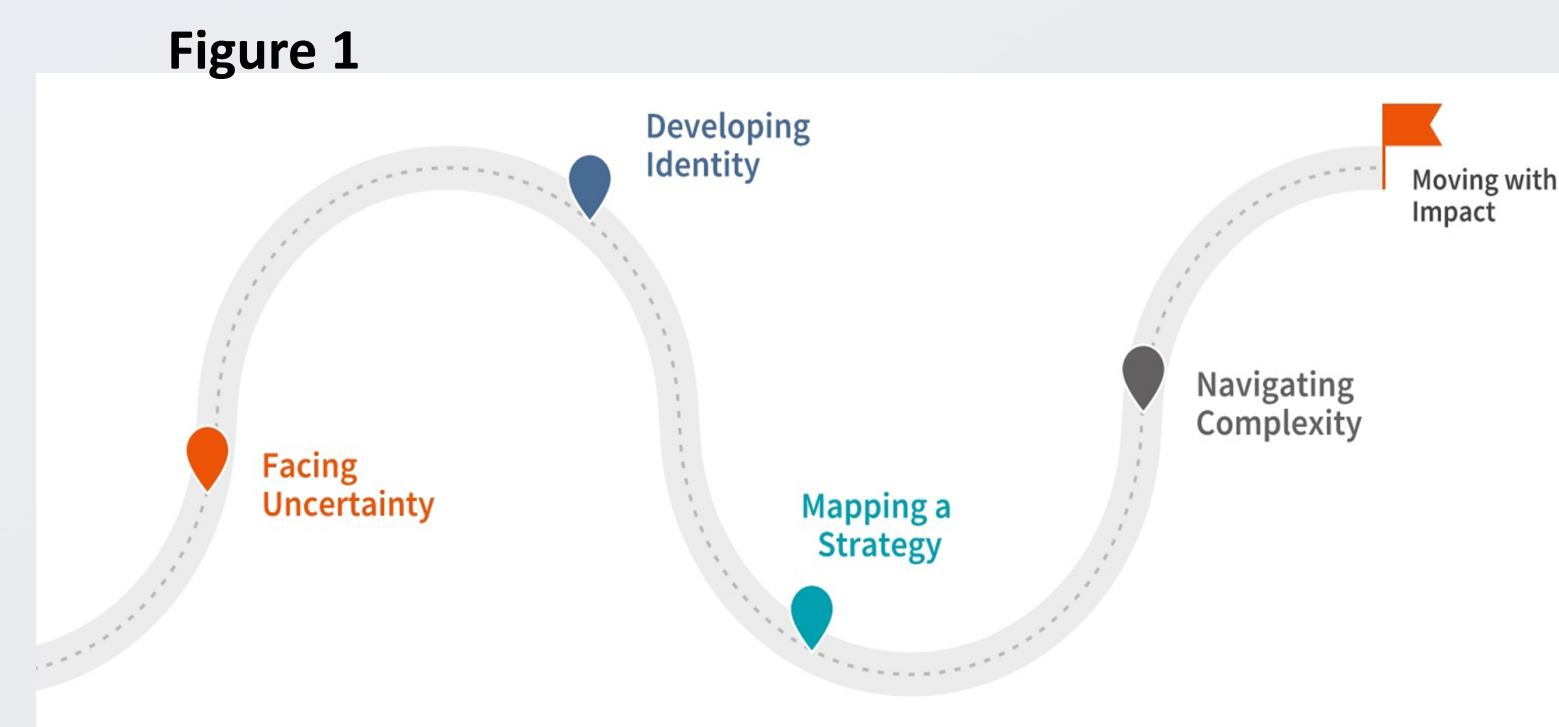 Figure 1
Developing
Identity
Moving with
Impact
Facing
Uncertainty
Navigating
Complexity
Mapping a
Strategy